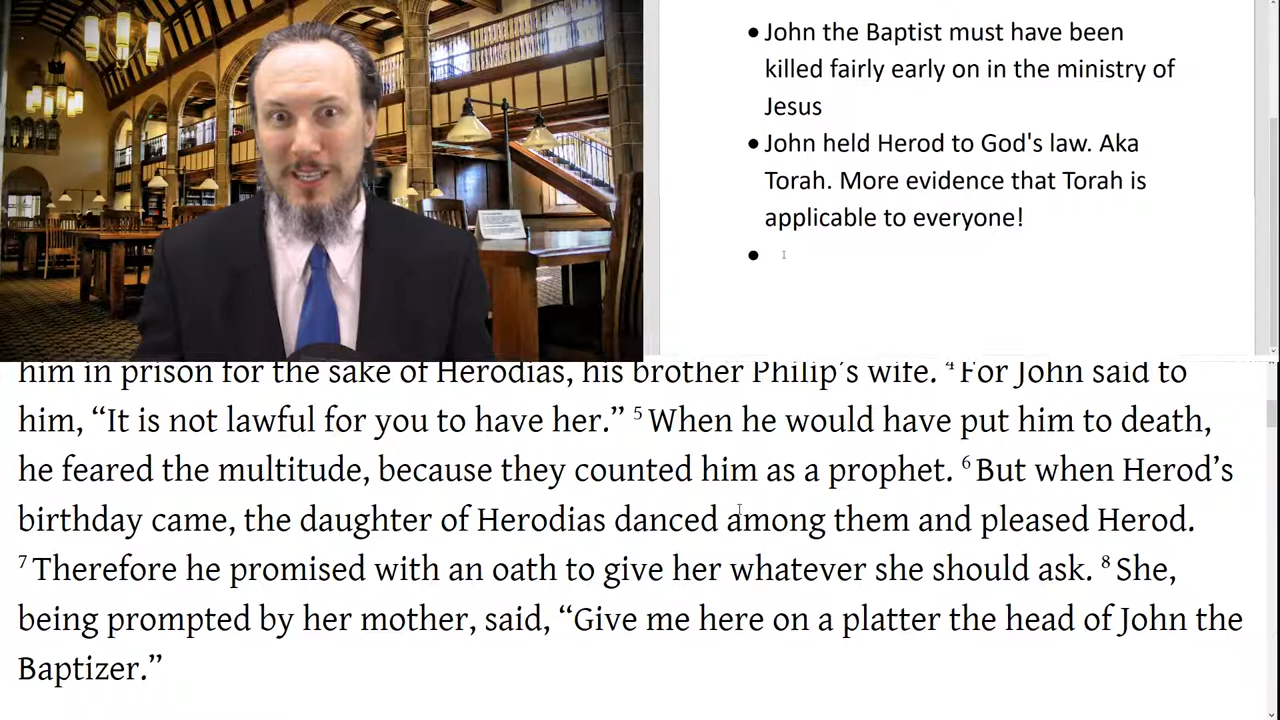 • John the Baptist must have been
killed fairly early on in the ministry of
Jesus
• John held Herod to God's law. Aka
Torah. More evidence that Torah is
applicable to everyone!
•
him in prison for the sake of Herodias, his brother Philip’s wife. ⁴ For John said to
him, “It is not lawful for you to have her.” ⁵ When he would have put him to death,
he feared the multitude, because they counted him as a prophet. ⁶ But when Herod’s
birthday came, the daughter of Herodias danced among them and pleased Herod.
⁷ Therefore he promised with an oath to give her whatever she should ask. ⁸ She,
being prompted by her mother, said, “Give me here on a platter the head of John the
Baptizer.”